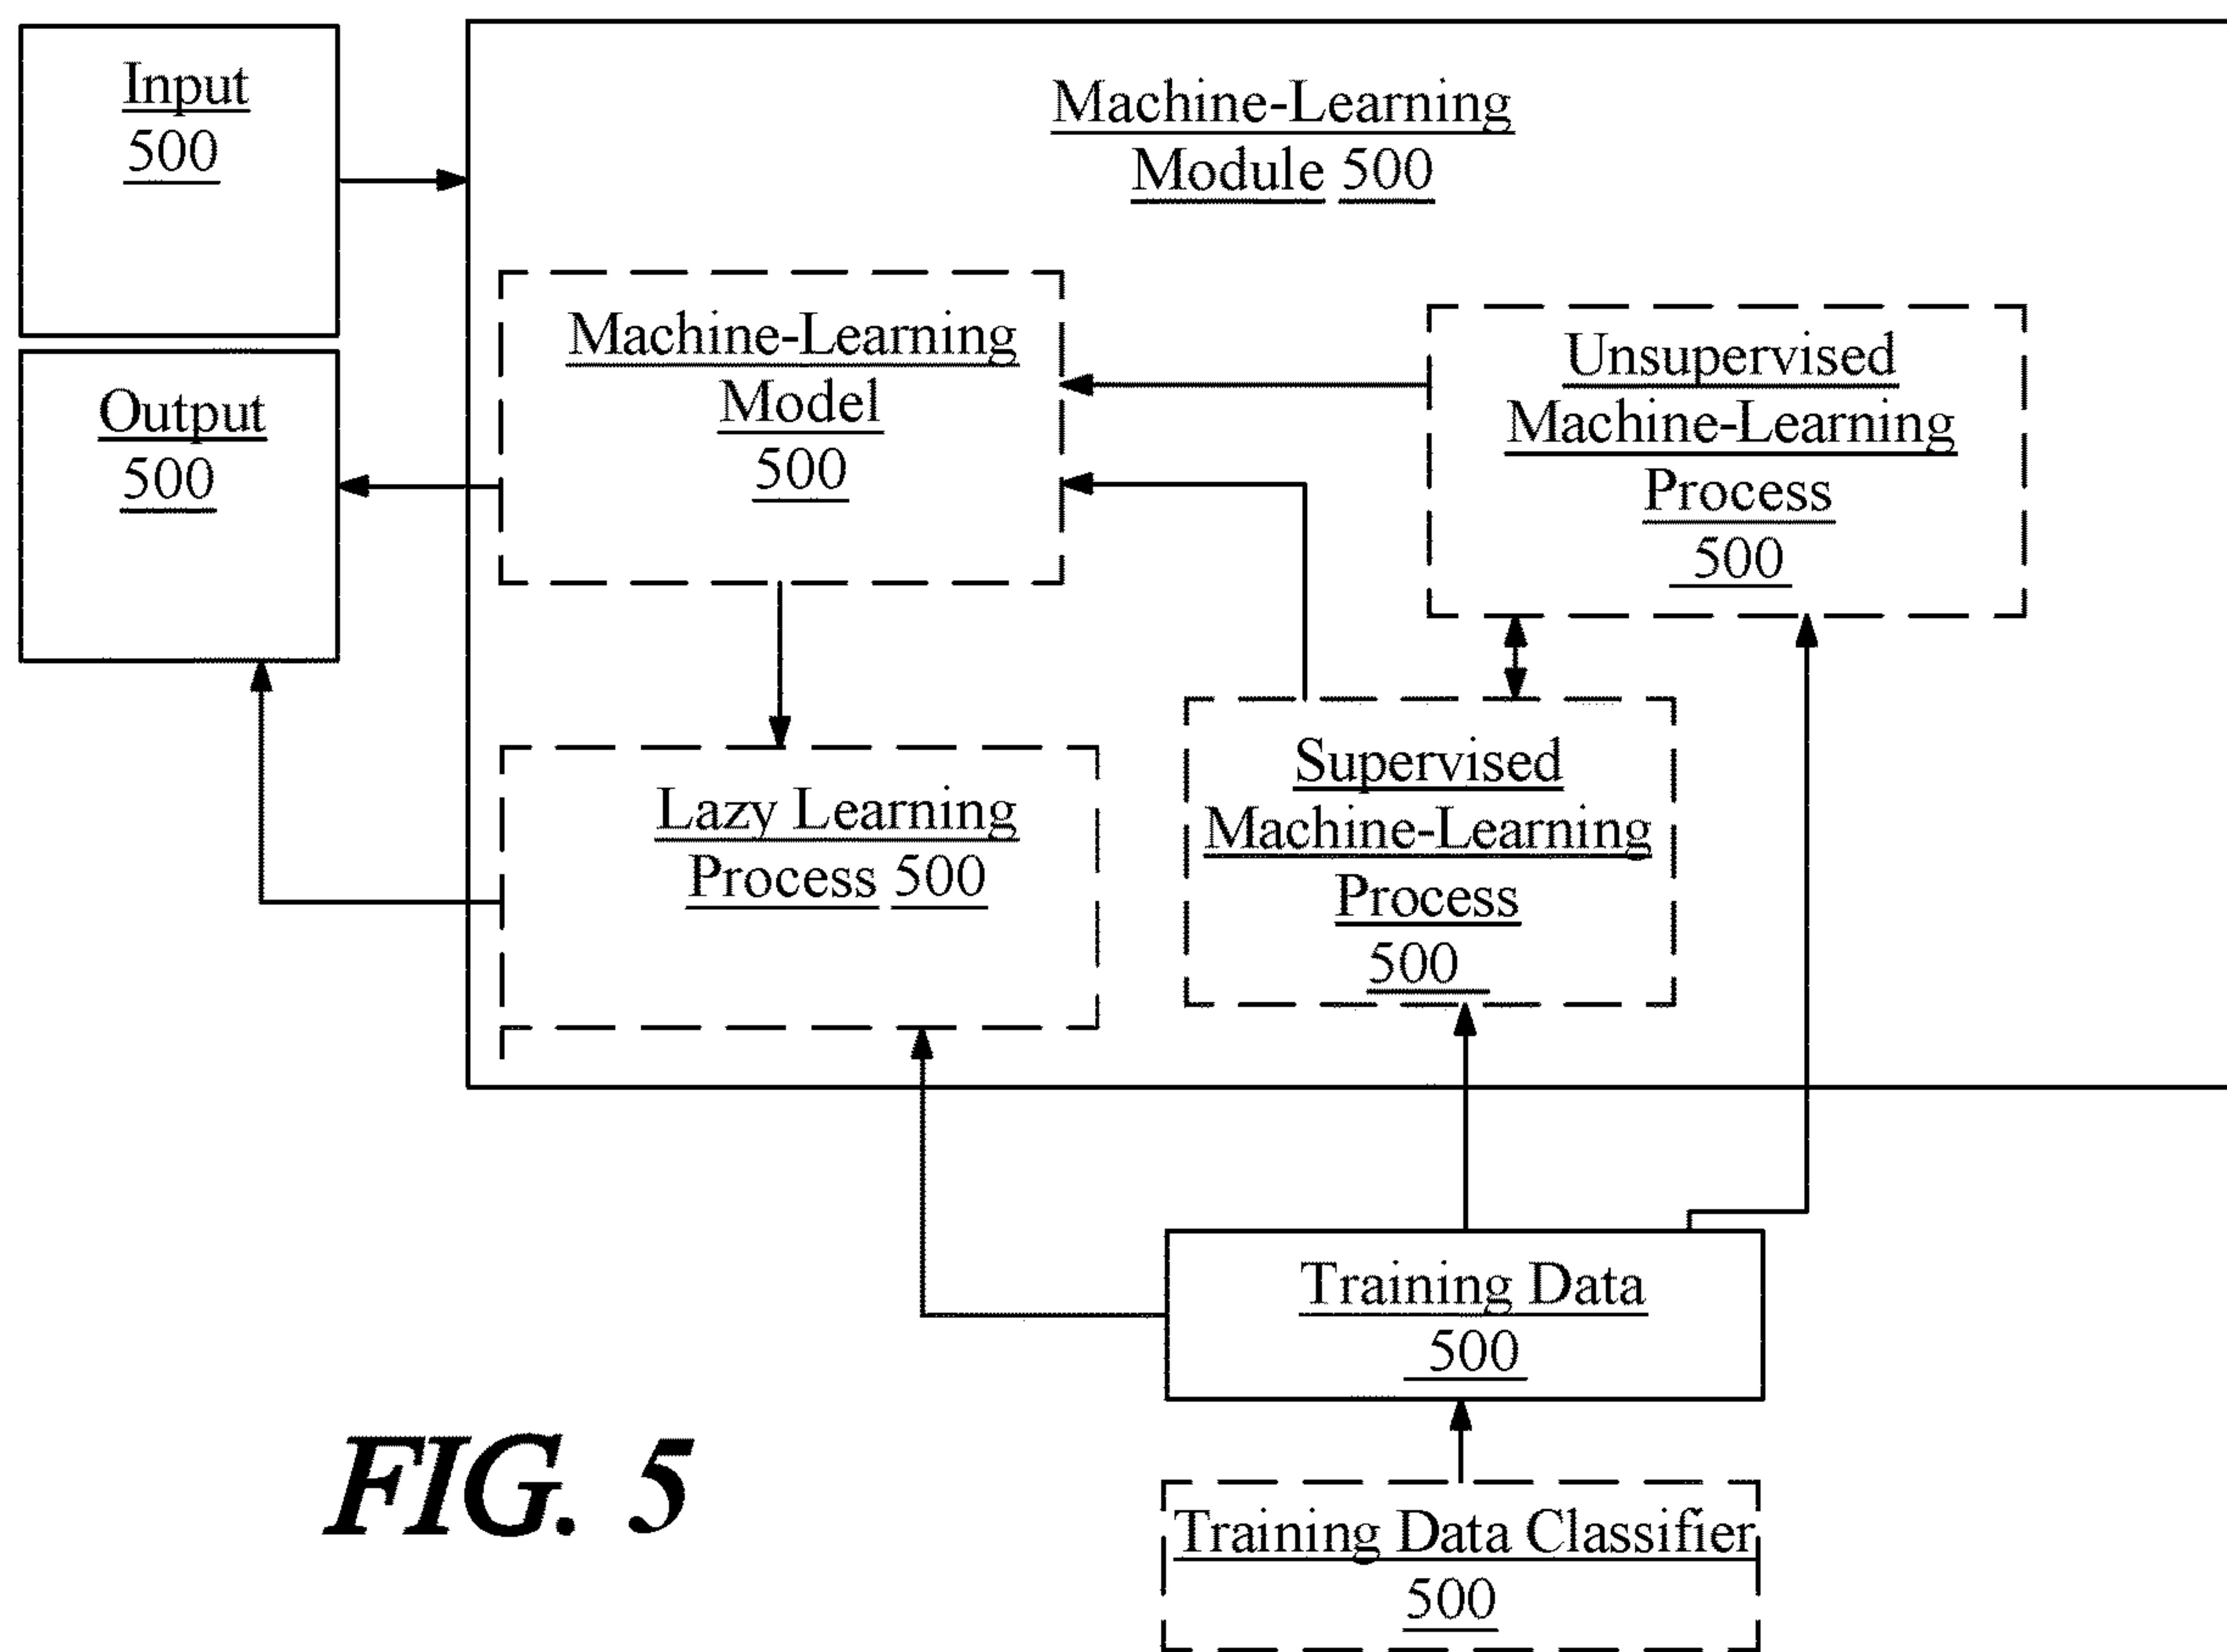 Input
500
Machine-Learning
Module 500
Machine-Learning
Model
500
Unsupervised
Machine-Learning
Process
500
Output
500
Lazy Learning
Process 500
Supervised
Machine-Learning
Process
500
Training Data
500
Training Data Classifier
500
FIG. 5